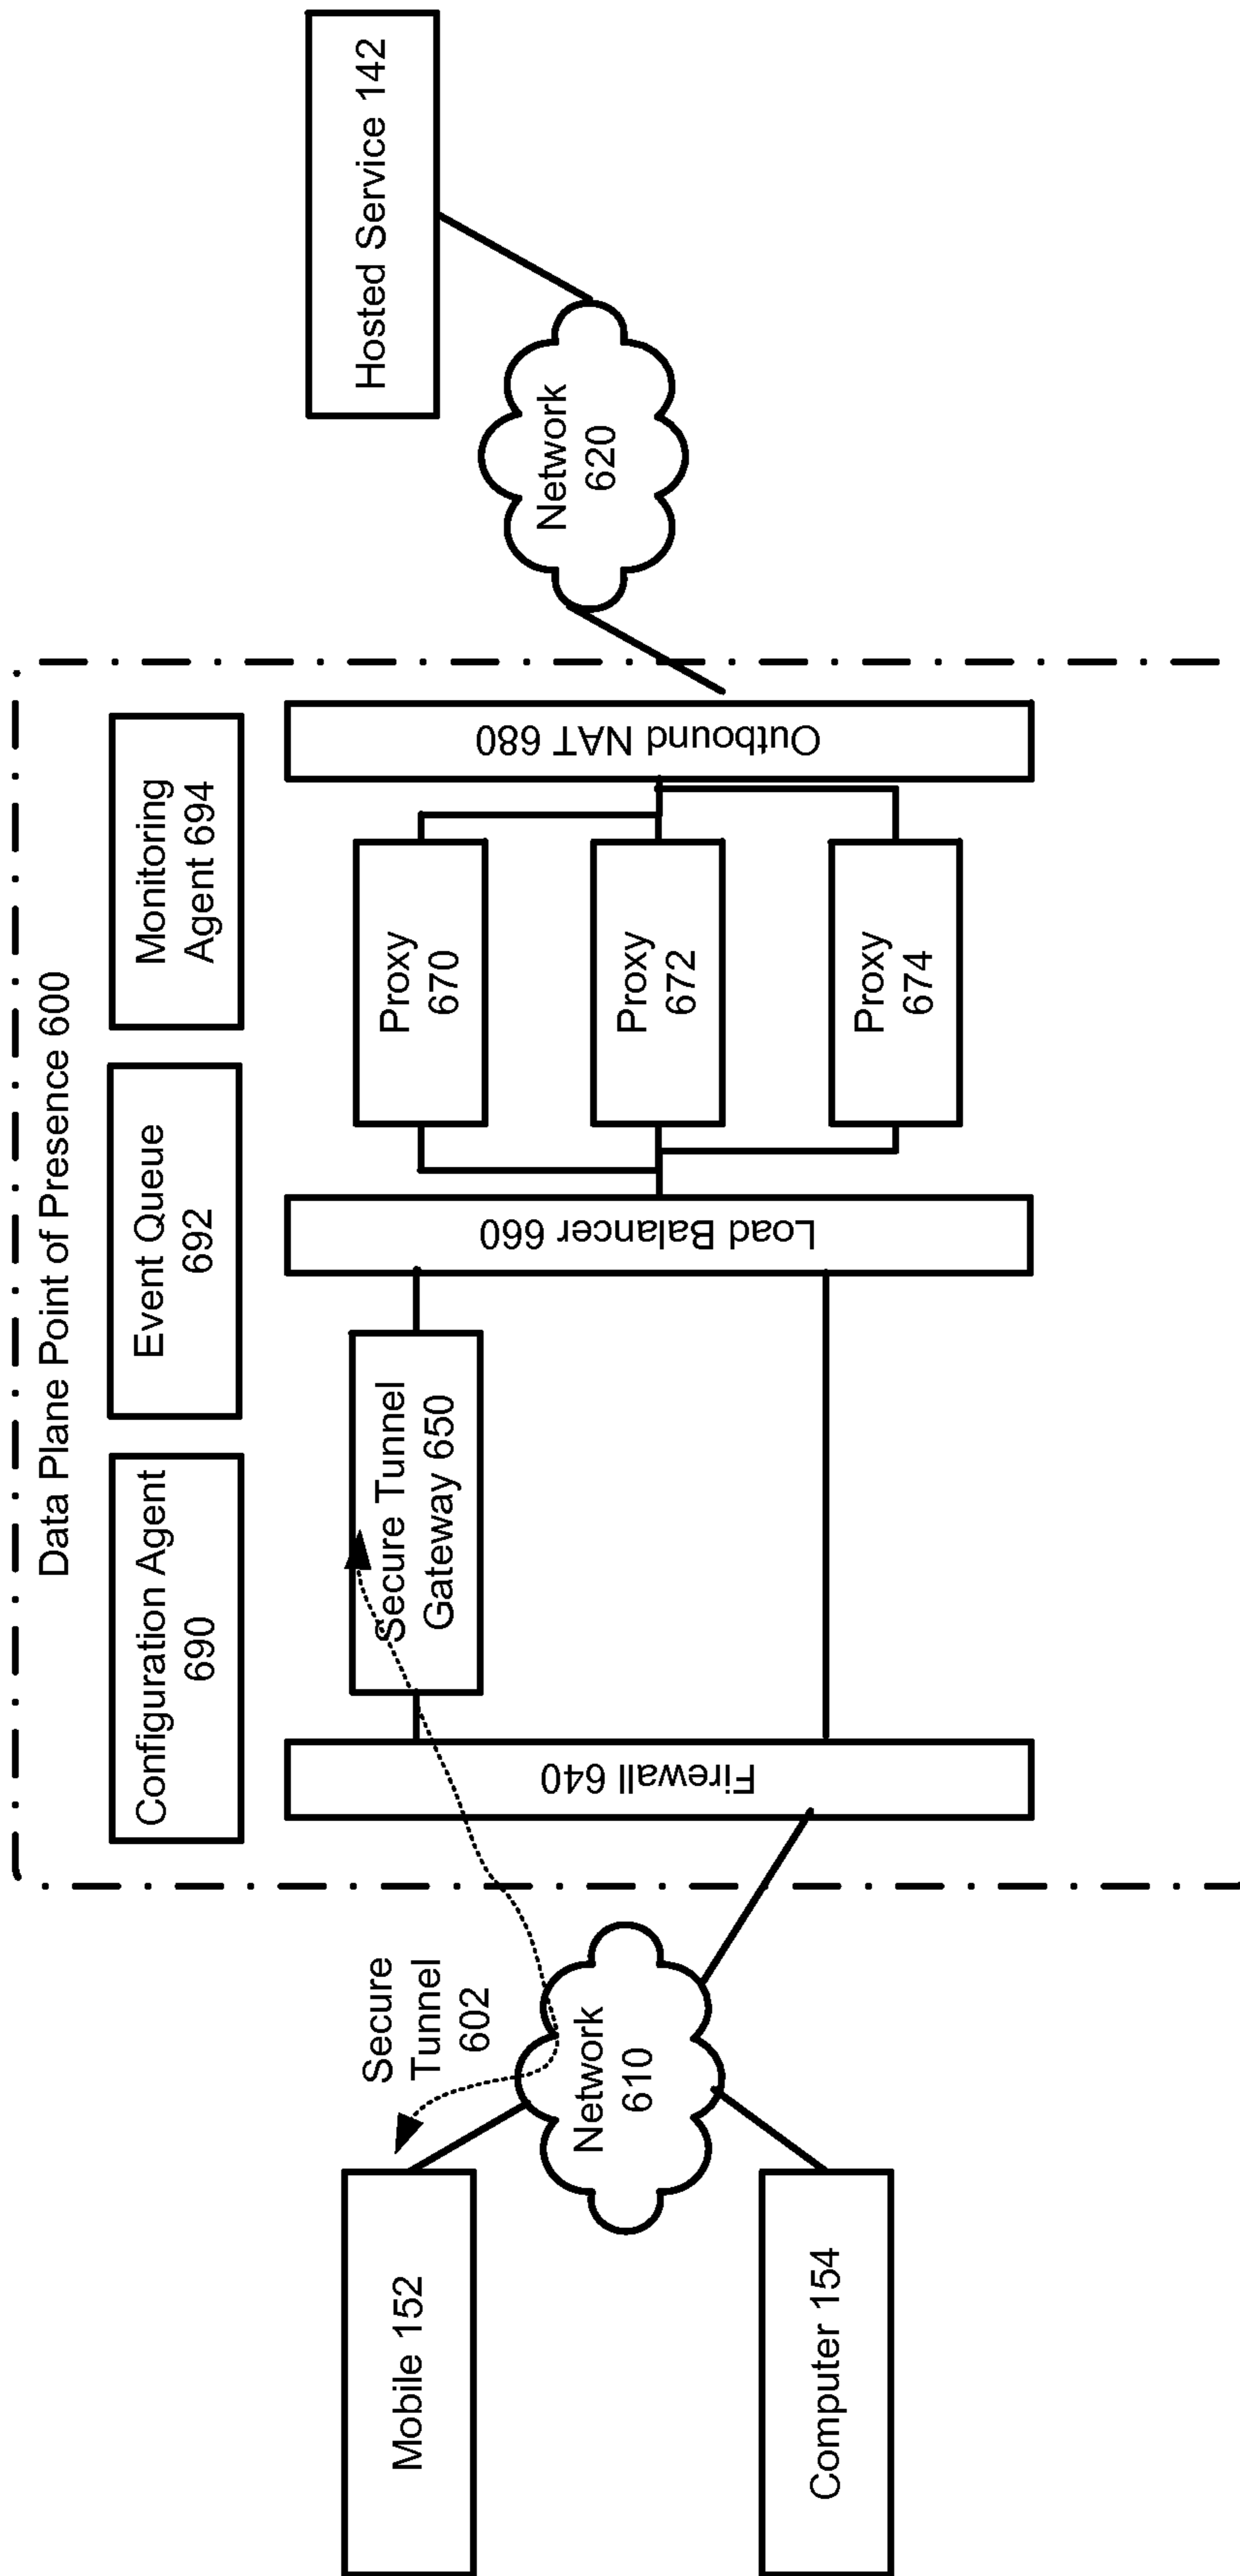 Data Plane Point of Presence 600
Configuration Agent
690
Event Queue
692
Monitoring
Agent 694
Hosted Service 142
Mobile 152
Secure
Tunnel
602
Network
610
Computer 154
Firewall 640
Secure Tunnel
Gateway 650
Load Balancer 660
Proxy
670
Proxy
672
Proxy
674
Outbound NAT 680
Network
620